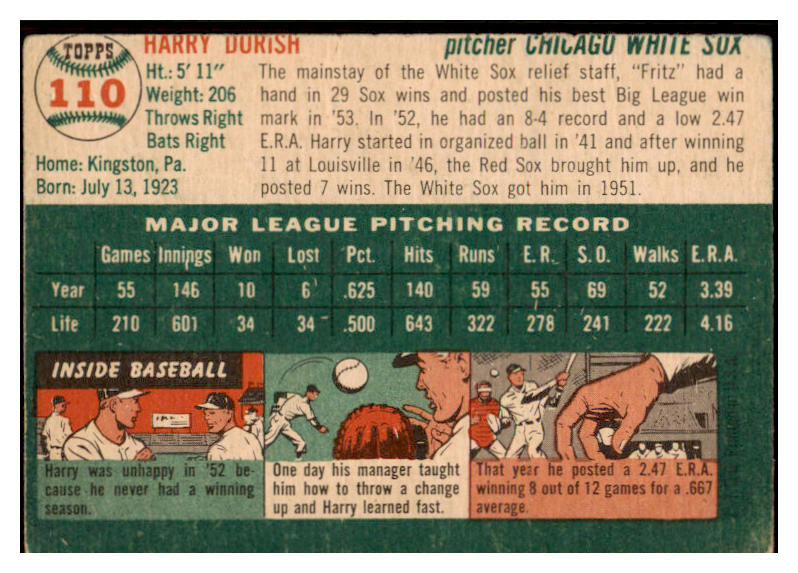 TOPPS
110
HARRY DORISH
pitcher CHICAGO WHITE SOX
Ht.: 5' 11"
Weight: 206
Throws Right
Bats Right
Home: Kingston, Pa.
Born: July 13, 1923
The mainstay of the White Sox relief staff, "Fritz" had a
hand in 29 Sox wins and posted his best Big League win
mark in '53. In '52, he had an 8-4 record and a low 2.47
E.R.A. Harry started in organized ball in '41 and after winning
11 at Louisville in '46, the Red Sox brought him up, and he
posted 7 wins. The White Sox got him in 1951.
MAJOR LEAGUE PITCHING RECORD
Games Innings Won Lost Pct. Hits Runs E.R. S.O. Walks E.R.A.
Year 55 146 10 6 .625 140 59 55 69 52 3.39
Life 210 601 34 34 .500 643 322 278 241 222 4.16
INSIDE BASEBALL
Harry was unhappy in '52 be-
cause he never had a winning
season.
One day his manager taught
him how to throw a change
up and Harry learned fast.
That year he posted a 2.47 E.R.A.
winning 8 out of 12 games for a .667
average.